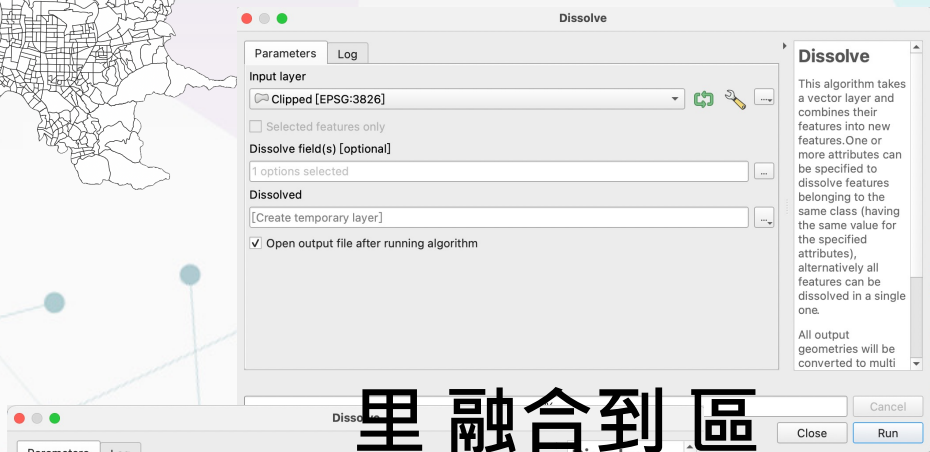 Dissolve
Parameters
Log
Input layer
Clipped [EPSG:3826]
Selected features only
Dissolve field(s) [optional]
1 options selected
...
Dissolved
[Create temporary layer]
✓ Open output file after running algorithm
Dissolve
This algorithm takes
a vector layer and
combines their
features into new
features.One or
more attributes can
be specified to
dissolve features
belonging to the
same class (having
the same value for
the specified
attributes),
alternatively all
features can be
dissolved in a single
one.
All output
geometries will be
converted to multi
Cancel
Close
Run
里 融合到 區